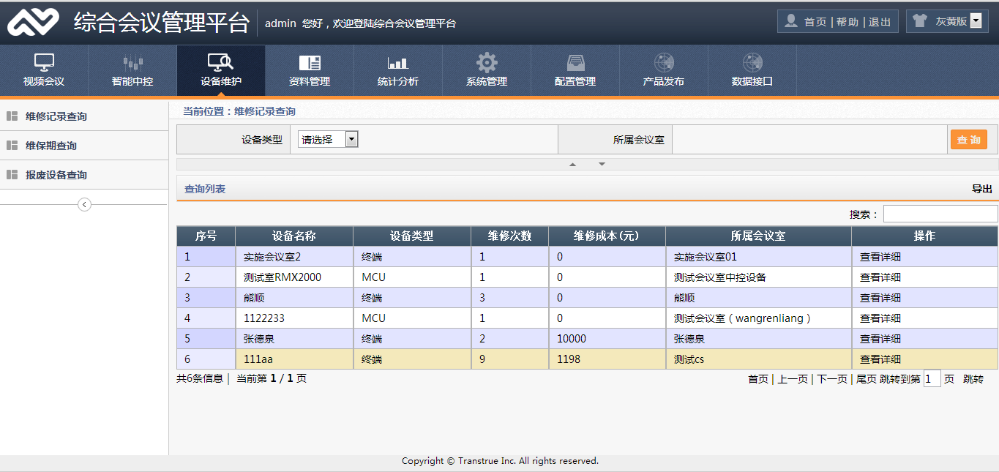 综合会议管理平台 admin 您好，欢迎登陆综合会议管理平台 首页 | 帮助 | 退出 灰黄版
视频会议 智能中控 设备维护 资料管理 统计分析 系统管理 配置管理 产品发布 数据接口
维修记录查询
维保期查询
报废设备查询
当前位置：维修记录查询
设备类型 请选择 所属会议室 查 询
查询列表 导出
搜索：
序号 设备名称 设备类型 维修次数 维修成本(元) 所属会议室 操作
1 实施会议室2 终端 1 0 实施会议室01 查看详细
2 测试室RMX2000 MCU 1 0 测试会议室中控设备 查看详细
3 熊顺 终端 3 0 熊顺 查看详细
4 1122233 MCU 1 0 测试会议室（wangrenliang） 查看详细
5 张德泉 终端 2 10000 张德泉 查看详细
6 111aa 终端 9 1198 测试cs 查看详细
共6条信息 | 当前第 1 / 1 页 首页 | 上一页 | 下一页 | 尾页 跳转到第 1 页 跳转
Copyright © Transtrue Inc. All rights reserved.